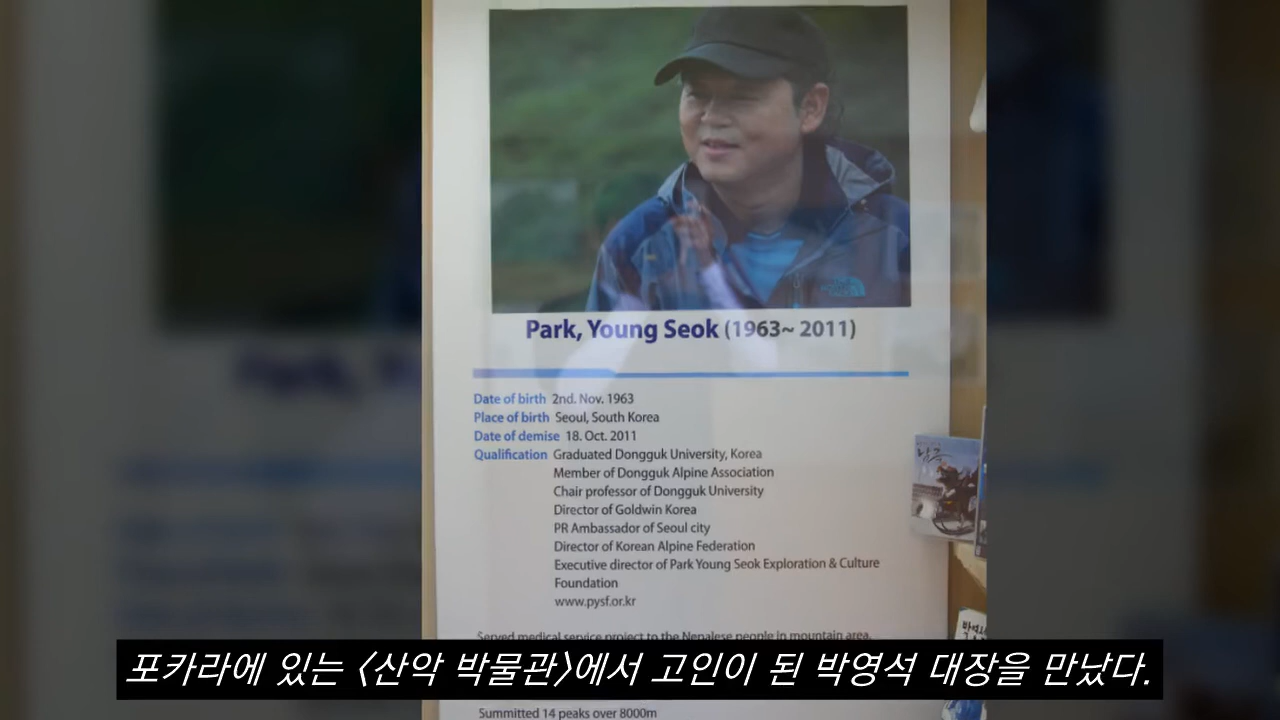 Park, Young Seok (1963~ 2011)
Date of birth 2nd. Nov. 1963
Place of birth Seoul, South Korea
Date of demise 18. Oct. 2011
Qualification Graduated Dongguk University, Korea
Member of Dongguk Alpine Association
Chair professor of Dongguk University
Director of Goldwin Korea
PR Ambassador of Seoul city
Director of Korean Alpine Federation
Executive director of Park Young Seok Exploration & Culture
Foundation
www.pysf.or.kr
Served medical service project to the Nepalese people in mountain area.
포카라에 있는 <산악 박물관>에서 고인이 된 박영석 대장을 만났다.
Summitted 14 peaks over 8000m